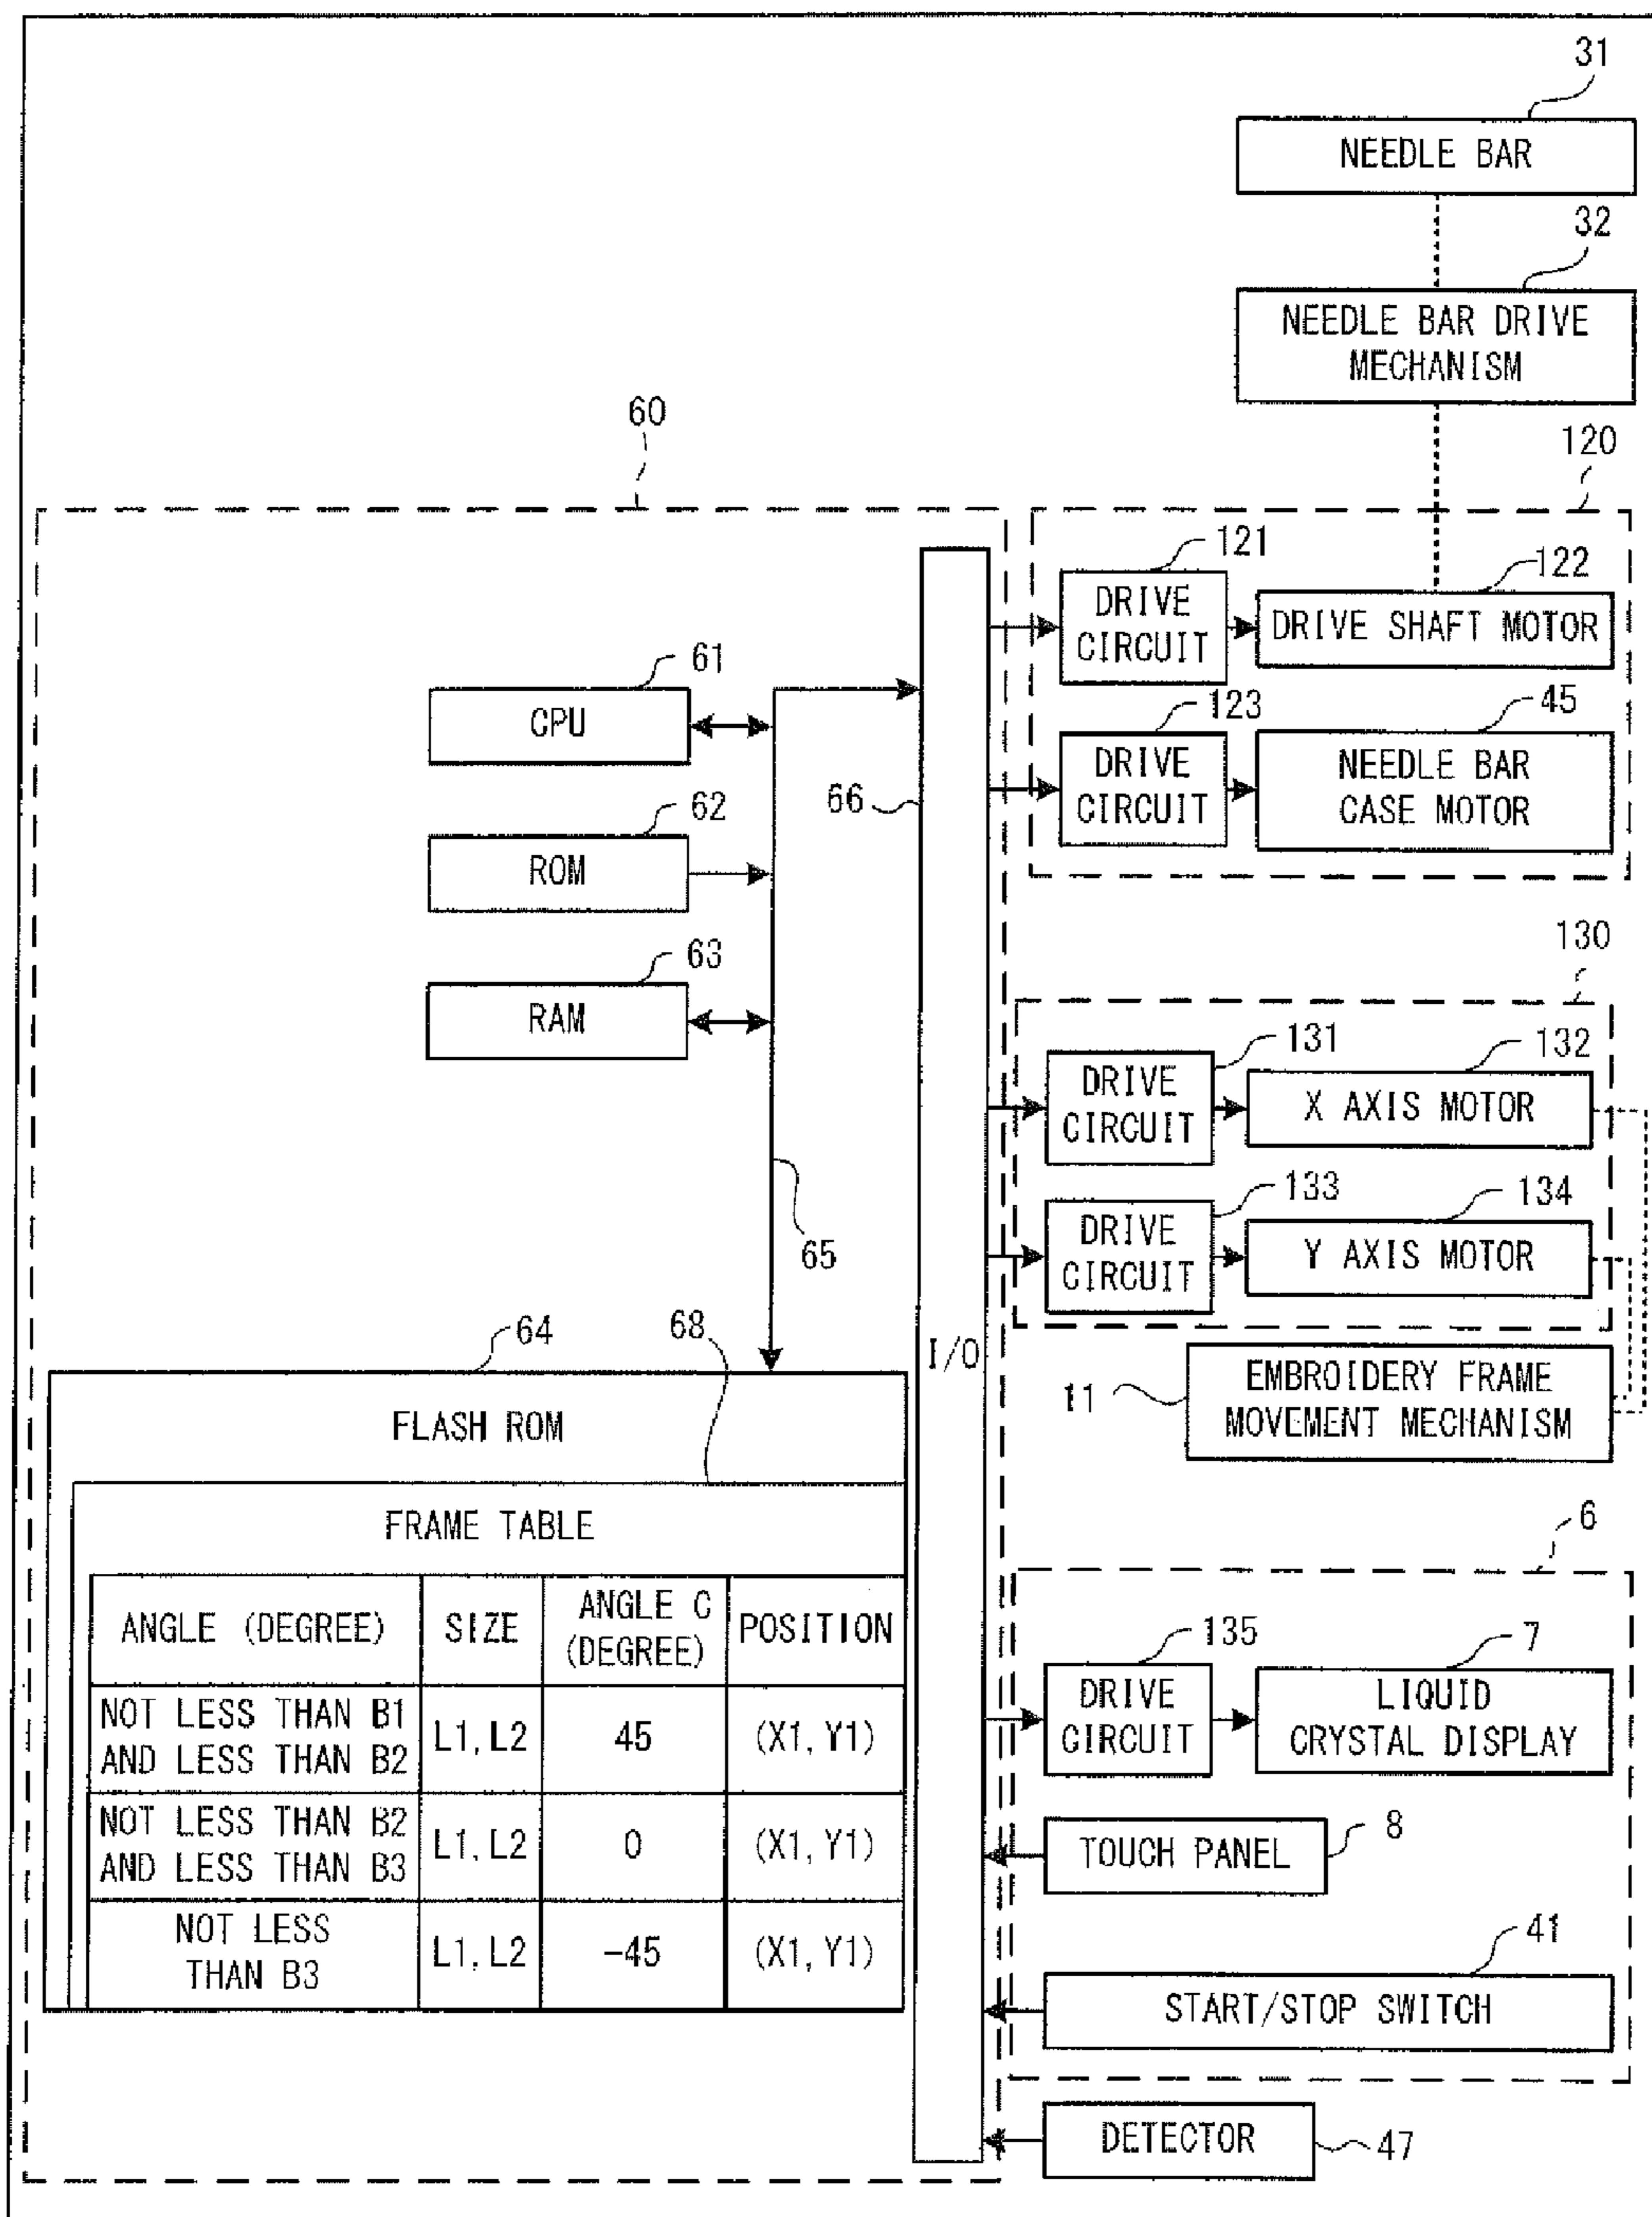 31
NEEDLE BAR
32
NEEDLE BAR DRIVE
MECHANISM
60
120
121
122
DRIVE
CIRCUIT
DRIVE SHAFT MOTOR
61
CPU
123
45
DRIVE
CIRCUIT
NEEDLE BAR
CASE MOTOR
66
62
ROM
63
RAM
130
131
132
DRIVE
CIRCUIT
X AXIS MOTOR
133
134
DRIVE
CIRCUIT
Y AXIS MOTOR
65
64
68
I/O
11
EMBROIDERY FRAME
MOVEMENT MECHANISM
FLASH ROM
FRAME TABLE
ANGLE (DEGREE)
SIZE
ANGLE C
(DEGREE)
POSITION
NOT LESS THAN B1
AND LESS THAN B2
L1, L2
45
(X1, Y1)
NOT LESS THAN B2
AND LESS THAN B3
L1, L2
0
(X1, Y1)
NOT LESS
THAN B3
L1, L2
-45
(X1, Y1)
6
135
7
DRIVE
CIRCUIT
LIQUID
CRYSTAL DISPLAY
TOUCH PANEL
8
41
START/STOP SWITCH
DETECTOR
47